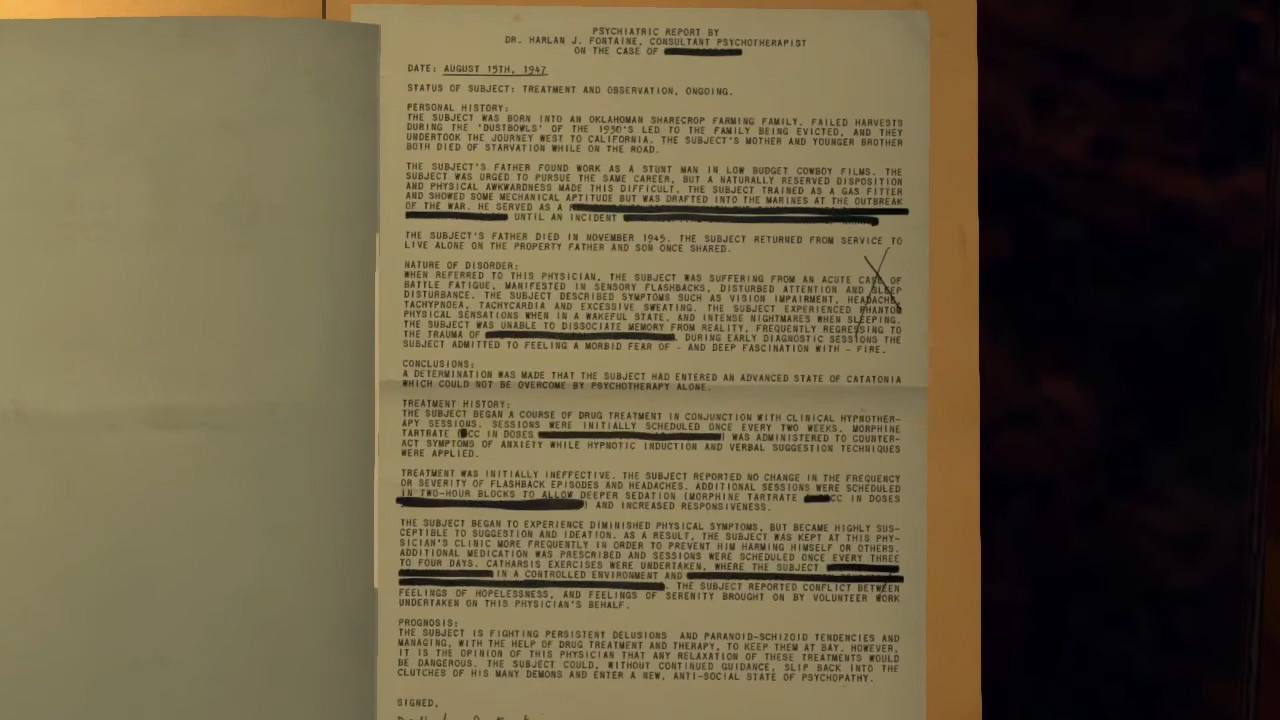 PSYCHIATRIC REPORT BY
DR. HARLAN J. FONTAINE, CONSULTANT PSYCHOTHERAPIST
ON THE CASE OF
DATE: AUGUST 15TH, 1947
STATUS OF SUBJECT: TREATMENT AND OBSERVATION, ONGOING.
PERSONAL HISTORY:
THE SUBJECT WAS BORN INTO AN OKLAHOMAN SHARECROP FARMING FAMILY. FAILED HARVESTS
DURING THE 'DUSTBOWLS' OF THE 1930'S LED TO THE FAMILY BEING EVICTED, AND THEY
UNDERTOOK THE JOURNEY WEST TO CALIFORNIA. THE SUBJECT'S MOTHER AND YOUNGER BROTHER
BOTH DIED OF STARVATION WHILE ON THE ROAD.
THE SUBJECT'S FATHER FOUND WORK AS A STUNT MAN IN LOW BUDGET COWBOY FILMS. THE
SUBJECT WAS URGED TO PURSUE THE SAME CAREER, BUT A NATURALLY RESERVED DISPOSITION
AND PHYSICAL AWKWARDNESS MADE THIS DIFFICULT. THE SUBJECT TRAINED AS A GAS FITTER
AND SHOWED SOME MECHANICAL APTITUDE BUT WAS DRAFTED INTO THE MARINES AT THE OUTBREAK
OF THE WAR. HE SERVED AS A
UNTIL AN INCIDENT
THE SUBJECT'S FATHER DIED IN NOVEMBER 1945. THE SUBJECT RETURNED FROM SERVICE TO
LIVE ALONE ON THE PROPERTY FATHER AND SON ONCE SHARED.
NATURE OF DISORDER:
WHEN REFERRED TO THIS PHYSICIAN, THE SUBJECT WAS SUFFERING FROM AN ACUTE CASE OF
BATTLE FATIGUE, MANIFESTED IN SENSORY FLASHBACKS, DISTURBED ATTENTION AND SLEEP
DISTURBANCE. THE SUBJECT DESCRIBED SYMPTOMS SUCH AS VISION IMPAIRMENT, HEADACHE,
TACHYPNOEA, TACHYCARDIA AND EXCESSIVE SWEATING. THE SUBJECT EXPERIENCED PHANTOM
PHYSICAL SENSATIONS WHEN IN A WAKEFUL STATE, AND INTENSE NIGHTMARES WHEN SLEEPING.
THE SUBJECT WAS UNABLE TO DISSOCIATE MEMORY FROM REALITY, FREQUENTLY REGRESSING TO
THE TRAUMA OF . DURING EARLY DIAGNOSTIC SESSIONS THE
SUBJECT ADMITTED TO FEELING A MORBID FEAR OF - AND DEEP FASCINATION WITH - FIRE.
CONCLUSIONS:
A DETERMINATION WAS MADE THAT THE SUBJECT HAD ENTERED AN ADVANCED STATE OF CATATONIA
WHICH COULD NOT BE OVERCOME BY PSYCHOTHERAPY ALONE.
TREATMENT HISTORY:
THE SUBJECT BEGAN A COURSE OF DRUG TREATMENT IN CONJUNCTION WITH CLINICAL HYPNOTHER-
APY SESSIONS. SESSIONS WERE INITIALLY SCHEDULED ONCE EVERY TWO WEEKS. MORPHINE
TARTRATE ( CC IN DOSES ) WAS ADMINISTERED TO COUNTER-
ACT SYMPTOMS OF ANXIETY WHILE HYPNOTIC INDUCTION AND VERBAL SUGGESTION TECHNIQUES
WERE APPLIED.
TREATMENT WAS INITIALLY INEFFECTIVE. THE SUBJECT REPORTED NO CHANGE IN THE FREQUENCY
OR SEVERITY OF FLASHBACK EPISODES AND HEADACHES. ADDITIONAL SESSIONS WERE SCHEDULED
IN TWO-HOUR BLOCKS TO ALLOW DEEPER SEDATION (MORPHINE TARTRATE CC IN DOSES
) AND INCREASED RESPONSIVENESS.
THE SUBJECT BEGAN TO EXPERIENCE DIMINISHED PHYSICAL SYMPTOMS, BUT BECAME HIGHLY SUS-
CEPTIBLE TO SUGGESTION AND IDEATION. AS A RESULT, THE SUBJECT WAS KEPT AT THIS PHY-
SICIAN'S CLINIC MORE FREQUENTLY IN ORDER TO PREVENT HIM HARMING HIMSELF OR OTHERS.
ADDITIONAL MEDICATION WAS PRESCRIBED AND SESSIONS WERE SCHEDULED ONCE EVERY THREE
TO FOUR DAYS. CATHARSIS EXERCISES WERE UNDERTAKEN, WHERE THE SUBJECT
IN A CONTROLLED ENVIRONMENT AND
. THE SUBJECT REPORTED CONFLICT BETWEEN
FEELINGS OF HOPELESSNESS, AND FEELINGS OF SERENITY BROUGHT ON BY VOLUNTEER WORK
UNDERTAKEN ON THIS PHYSICIAN'S BEHALF.
PROGNOSIS:
THE SUBJECT IS FIGHTING PERSISTENT DELUSIONS AND PARANOID-SCHIZOID TENDENCIES AND
MANAGING, WITH THE HELP OF DRUG TREATMENT AND THERAPY, TO KEEP THEM AT BAY. HOWEVER,
IT IS THE OPINION OF THIS PHYSICIAN THAT ANY RELAXATION OF THESE TREATMENTS WOULD
BE DANGEROUS. THE SUBJECT COULD, WITHOUT CONTINUED GUIDANCE, SLIP BACK INTO THE
CLUTCHES OF HIS MANY DEMONS AND ENTER A NEW, ANTI-SOCIAL STATE OF PSYCHOPATHY.
SIGNED,